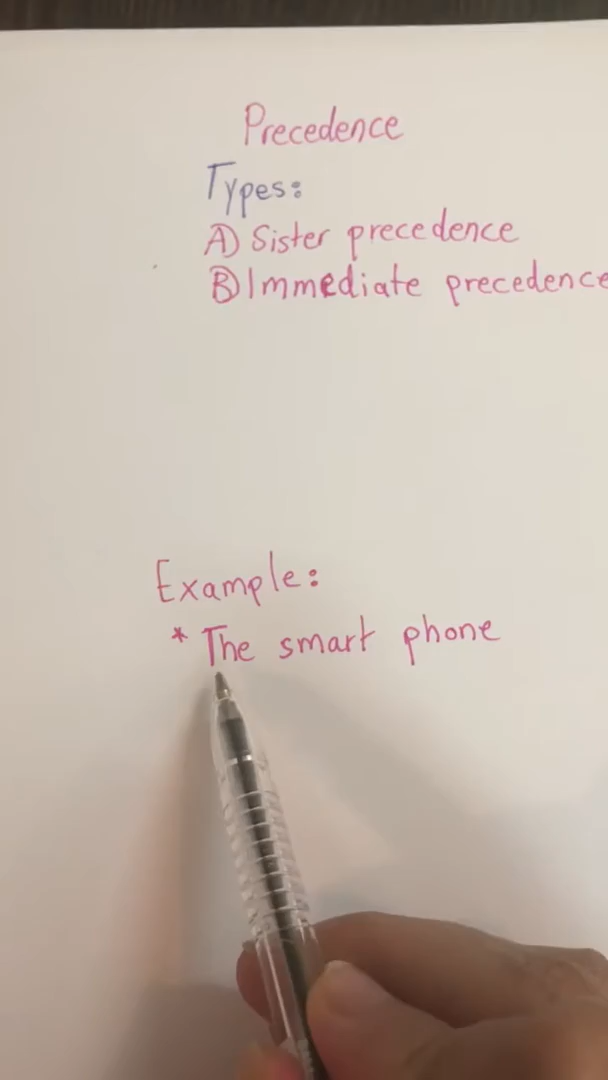 Precedence
Types:
A) Sister precedence
B) Immediate precedence
Example:
* The smart phone